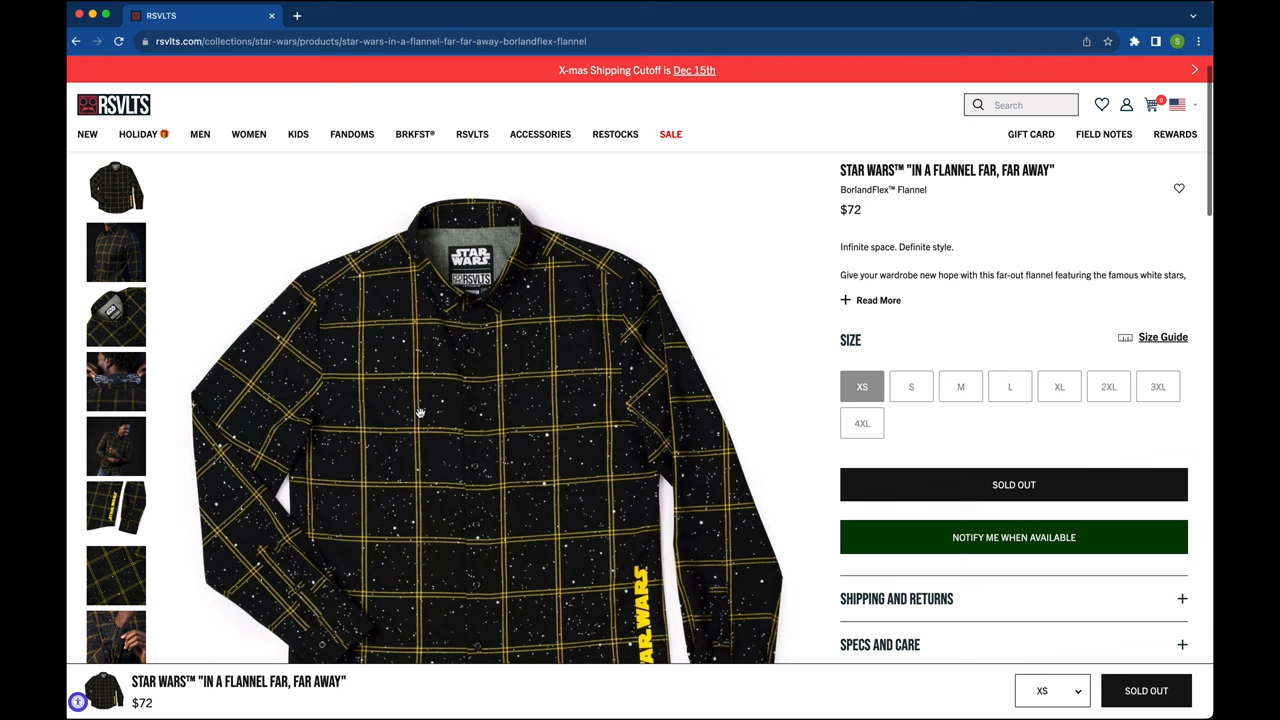 RSVLTS
rsvlts.com/collections/star-wars/products/star-wars-in-a-flannel-far-far-away-borlandflex-flannel
S
X-mas Shipping Cutoff is Dec 15th
RSVLTS
Search
0
NEW HOLIDAY MEN WOMEN KIDS FANDOMS BRKFST® RSVLTS ACCESSORIES RESTOCKS SALE GIFT CARD FIELD NOTES REWARDS
STAR WARS
RSVLTS
STAR WARS
STAR WARS™ "IN A FLANNEL FAR, FAR AWAY"
BorlandFlex™ Flannel
$72
Infinite space. Definite style.
Give your wardrobe new hope with this far-out flannel featuring the famous white stars,
+ Read More
SIZE Size Guide
XS S M L XL 2XL 3XL
4XL
SOLD OUT
NOTIFY ME WHEN AVAILABLE
SHIPPING AND RETURNS +
SPECS AND CARE +
STAR WARS™ "IN A FLANNEL FAR, FAR AWAY"
$72
XS
SOLD OUT